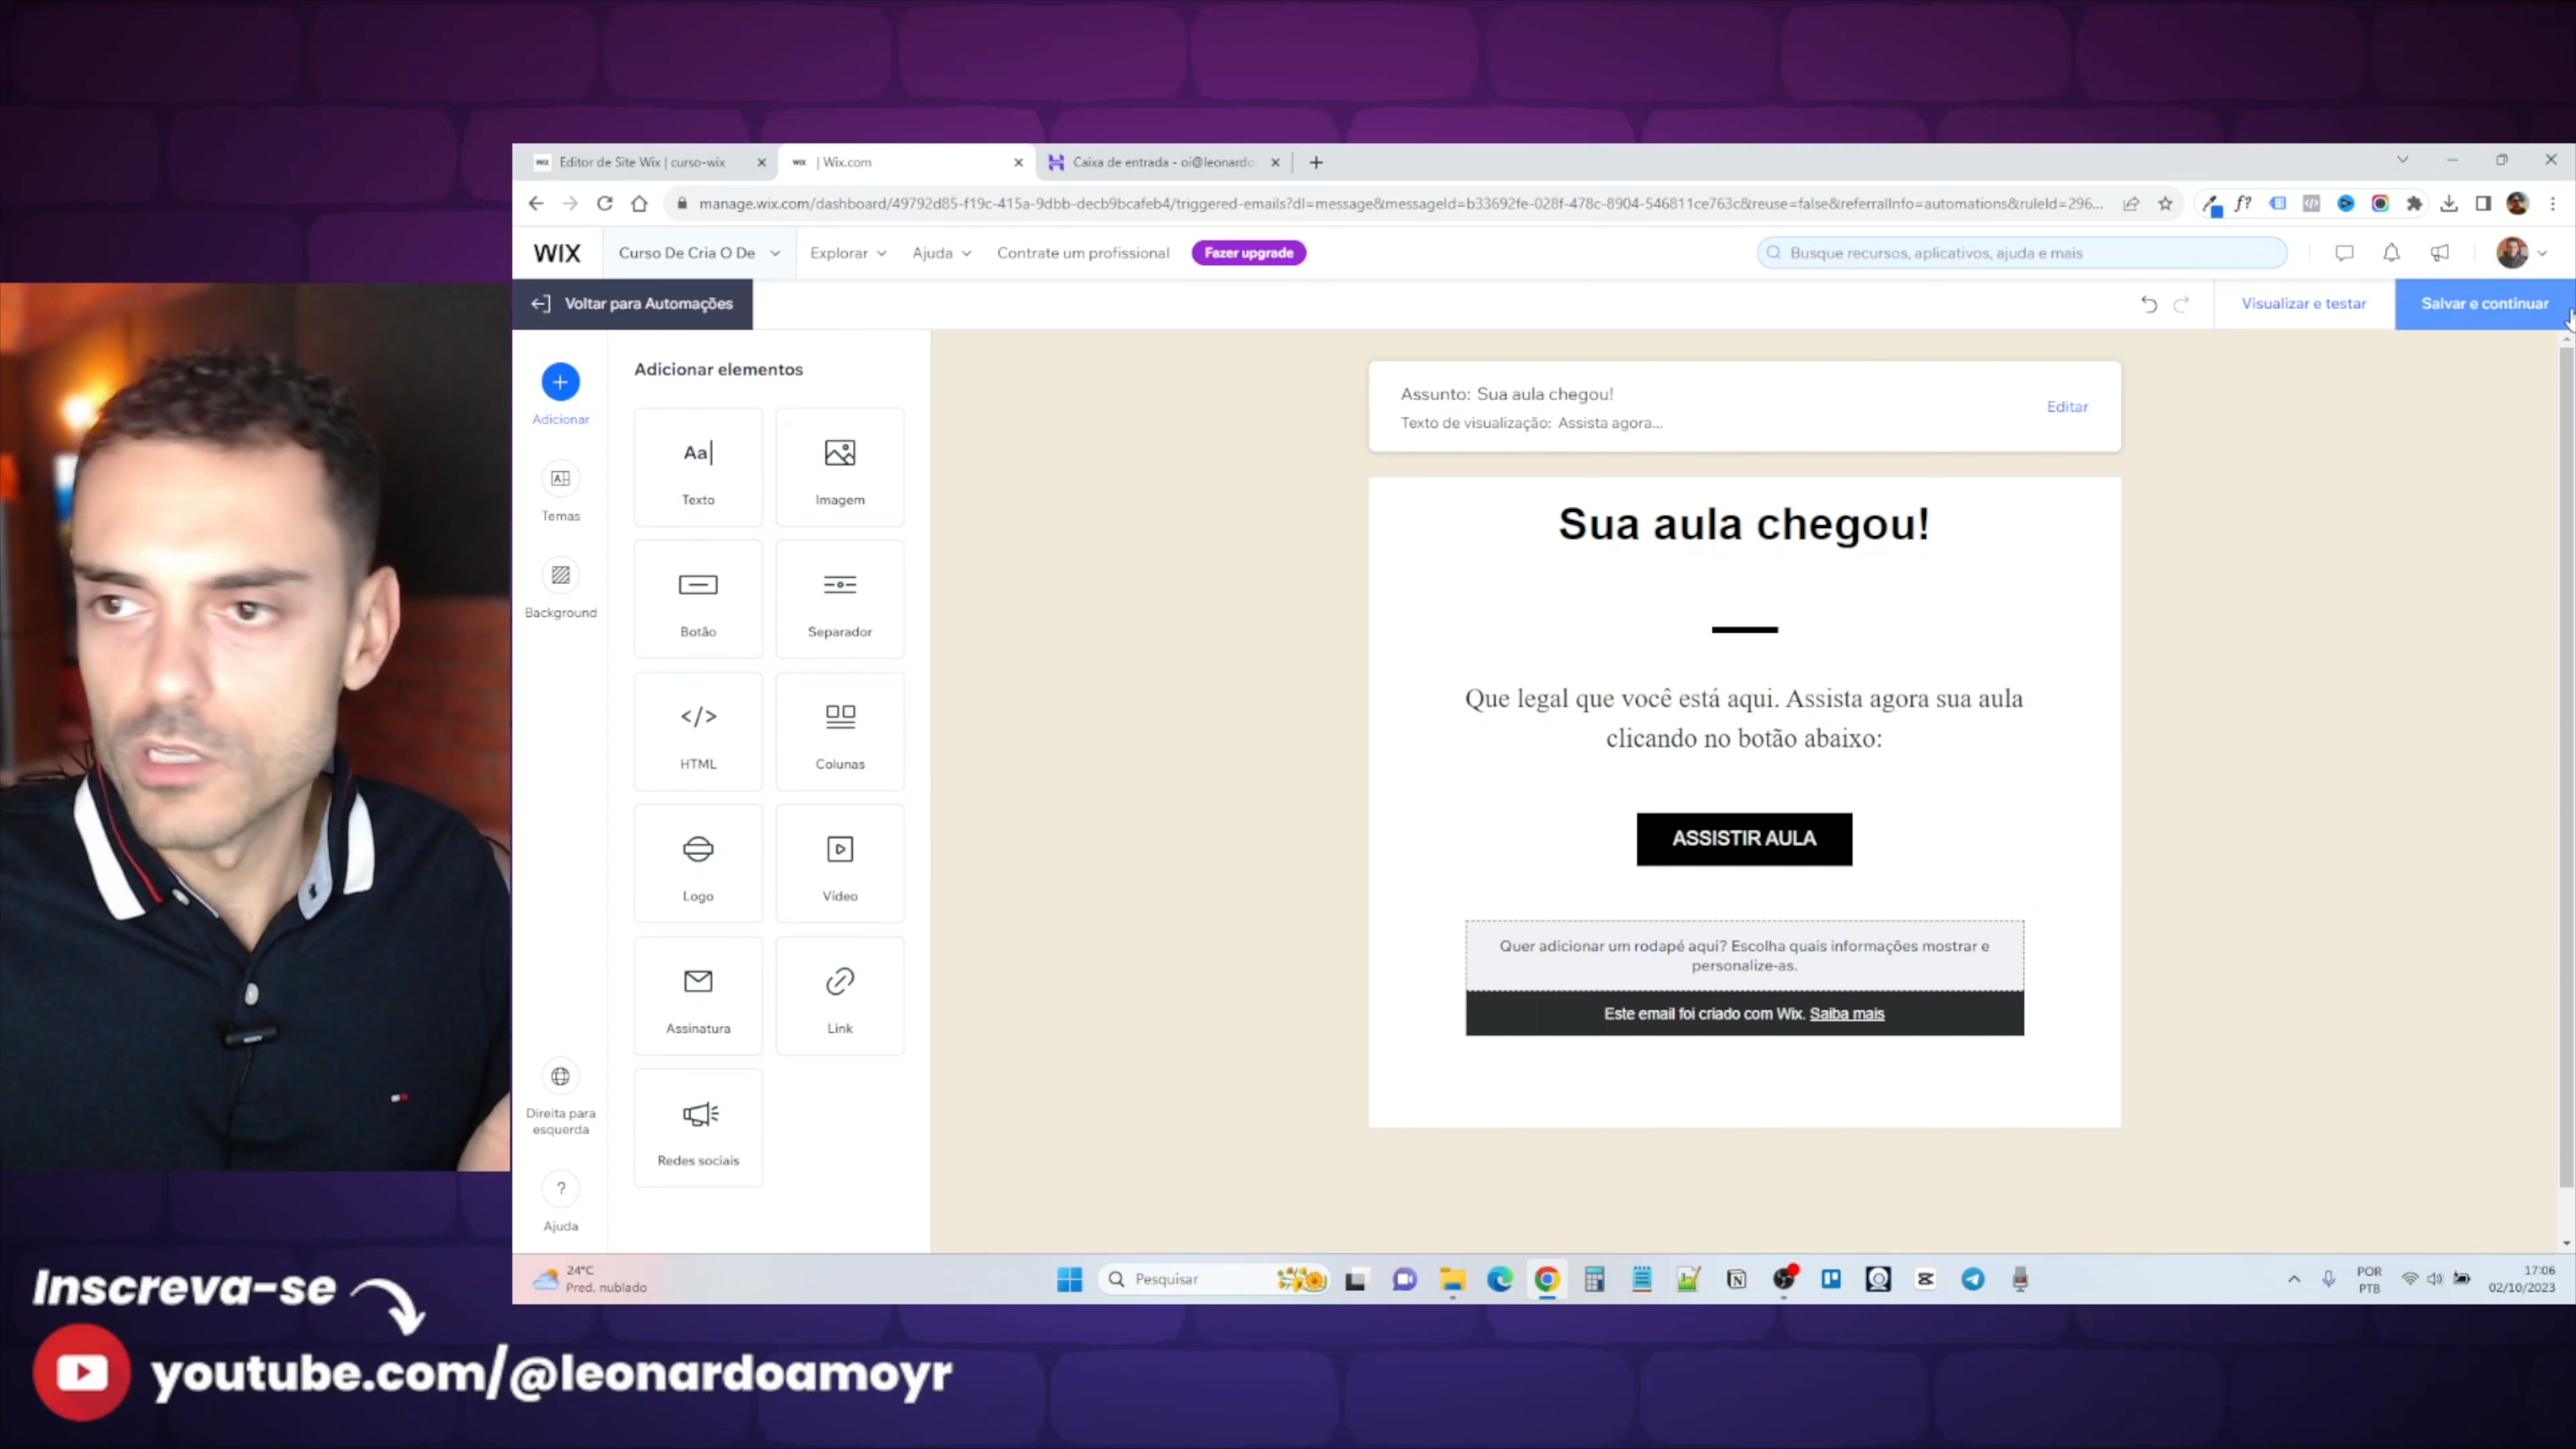 Editor de Site Wix | curso-wix
WIX
| Wix.com
Caixa de entrada - oi@leonardo
manage.wix.com/dashboard/49792d85-f19c-415a-9dbb-decb9bcafeb4/triggered-emails?dl=message&messageId=b33692fe-028f-478c-8904-546811ce763c&reuse=false&referralInfo=automations&ruleId=296...
f?
WIX
Curso De Cria O De
Explorar
Ajuda
Contrate um profissional
Fazer upgrade
Busque recursos, aplicativos, ajuda e mais
Voltar para Automações
Visualizar e testar
Salvar e continuar
Adicionar
Temas
Background
Direita para
esquerda
?
Ajuda
Adicionar elementos
Aa
Texto
Imagem
Botão
Separador
</>
HTML
Colunas
Logo
Vídeo
Assinatura
Link
Redes sociais
Assunto: Sua aula chegou!
Texto de visualização: Assista agora...
Editar
Sua aula chegou!
Que legal que você está aqui. Assista agora sua aula
clicando no botão abaixo:
ASSISTIR AULA
Quer adicionar um rodapé aqui? Escolha quais informações mostrar e
personalize-as.
Este email foi criado com Wix. Saiba mais
24°C
Pred. nublado
Pesquisar
POR
PTB
17:06
02/10/2023
Inscreva-se
youtube.com/@leonardoamoyr